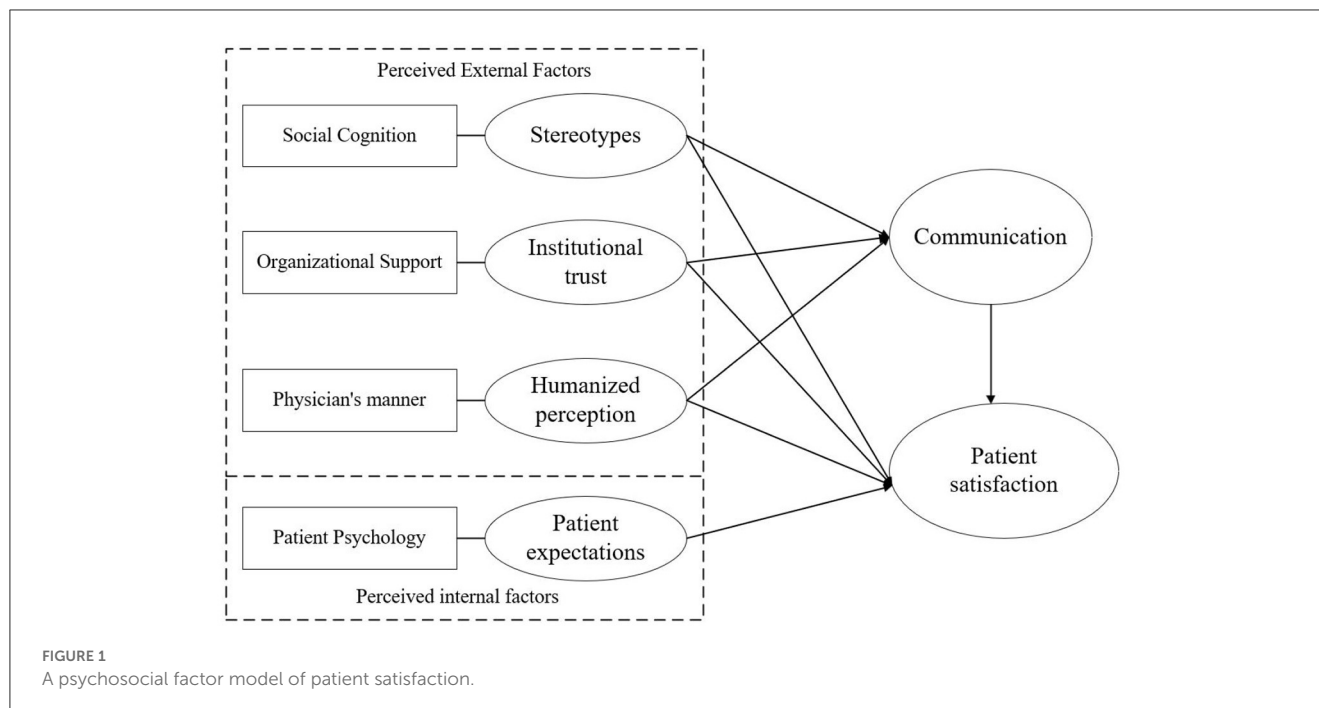 Perceived External Factors
Social Cognition
Stereotypes
Communication
Organizational Support
Institutional
trust
Physician's manner
Humanized
perception
Patient
satisfaction
Patient Psychology
Patient
expectations
Perceived internal factors
FIGURE 1
A psychosocial factor model of patient satisfaction.